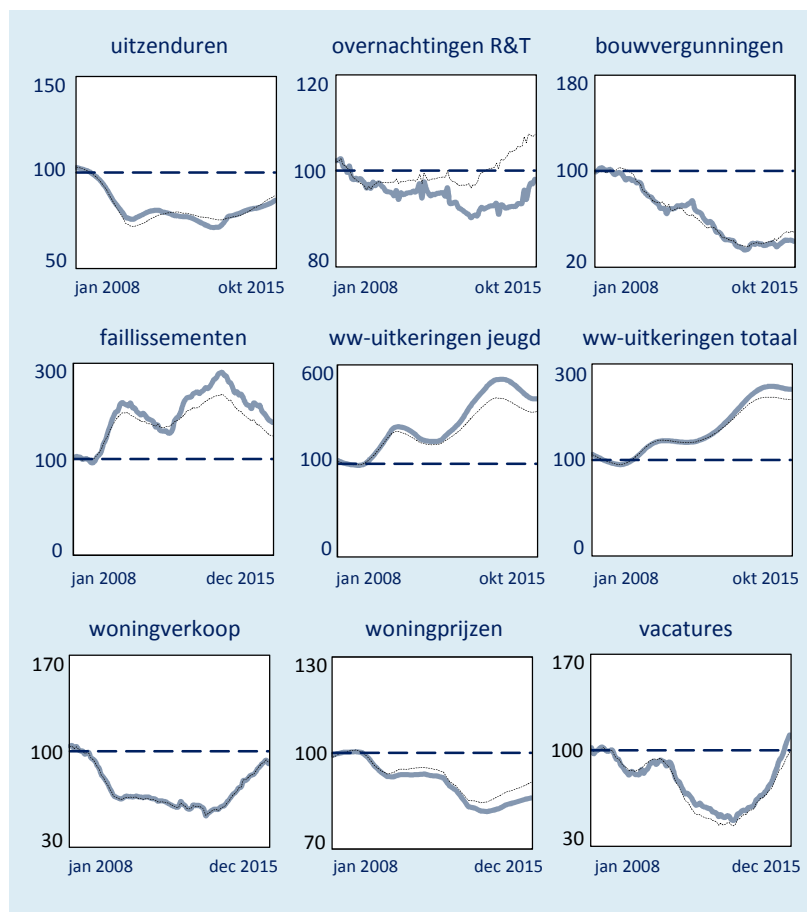 uitzenduren
150
100
50
jan 2008 okt 2015
overnachtingen R&T
120
100
80
jan 2008 okt 2015
bouwvergunningen
180
100
20
jan 2008 okt 2015
faillissementen
300
100
0
jan 2008 dec 2015
ww-uitkeringen jeugd
600
100
0
jan 2008 okt 2015
ww-uitkeringen totaal
300
100
0
jan 2008 okt 2015
woningverkoop
170
100
30
jan 2008 dec 2015
woningprijzen
130
100
70
jan 2008 dec 2015
vacatures
170
100
30
jan 2008 dec 2015